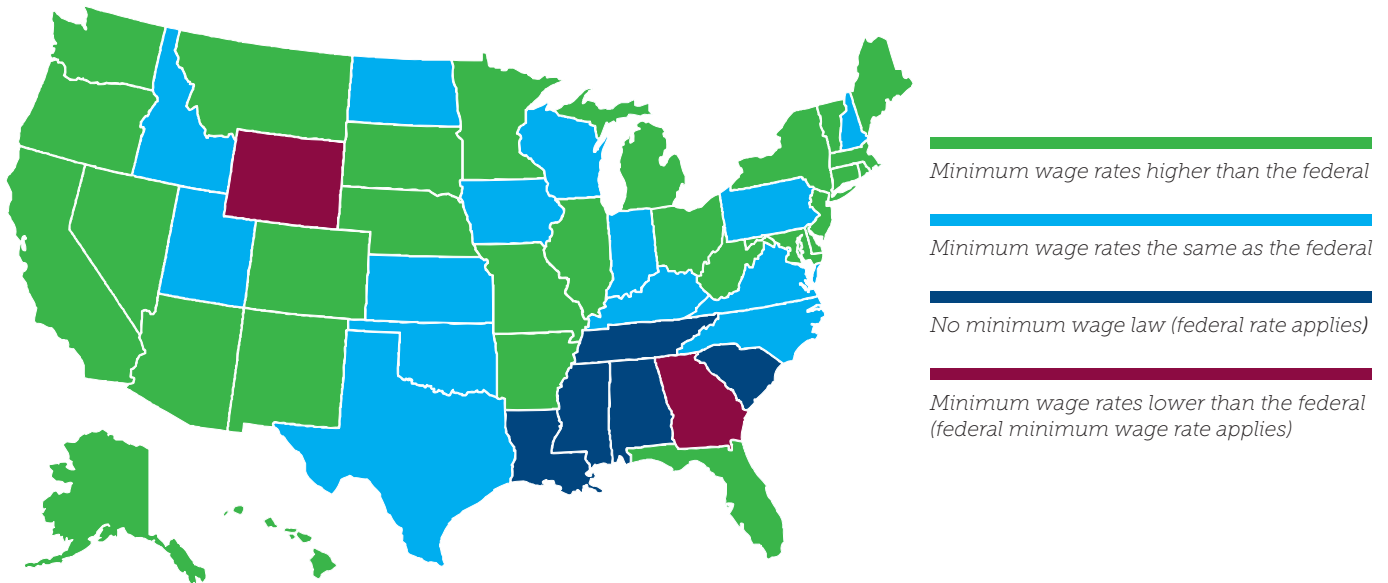 Minimum wage rates higher than the federal
Minimum wage rates the same as the federal
No minimum wage law (federal rate applies)
Minimum wage rates lower than the federal
(federal minimum wage rate applies)